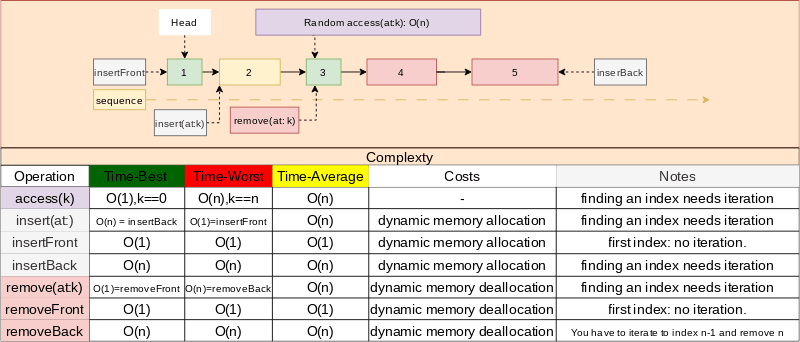 Head
Random access(at:k): O(n)
insertFront
1
2
3
4
5
inserBack
sequence
insert(at:k)
remove(at: k)
Complexty
Operation Time-Best Time-Worst Time-Average Costs Notes
access(k) O(1),k==0 O(n),k==n O(n) - finding an index needs iteration
insert(at:) O(n) = insertBack O(1)=insertFront O(n) dynamic memory allocation finding an index needs iteration
insertFront O(1) O(1) O(1) dynamic memory allocation first index: no iteration.
insertBack O(n) O(n) O(n) dynamic memory allocation finding an index needs iteration
remove(at:k) O(1)=removeFront O(n)=removeBack O(n) dynamic memory deallocation finding an index needs iteration
removeFront O(1) O(1) O(1) dynamic memory deallocation first index: no iteration.
removeBack O(n) O(n) O(n) dynamic memory deallocation You have to iterate to index n-1 and remove n